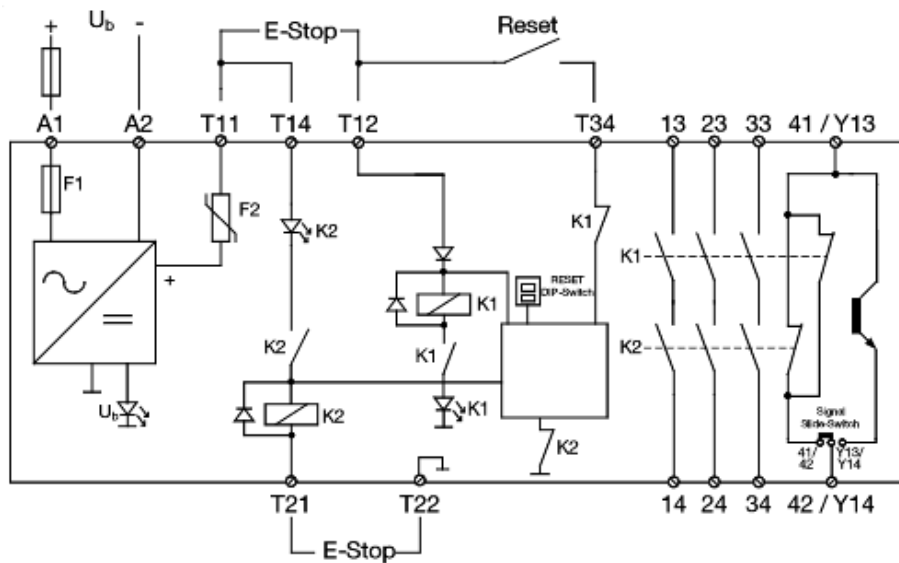 + Ub -
E-Stop
Reset
A1 A2 T11 T14 T12 T34 13 23 33 41 / Y13
F1
F2
K2
K1
+
RESET
DIP-Switch
K1
K1
K2
K1
K2
K2
K1
K2
Ub
Signal
Slide-Switch
41/
42
Y13/
Y14
T21 T22 14 24 34 42 / Y14
E-Stop